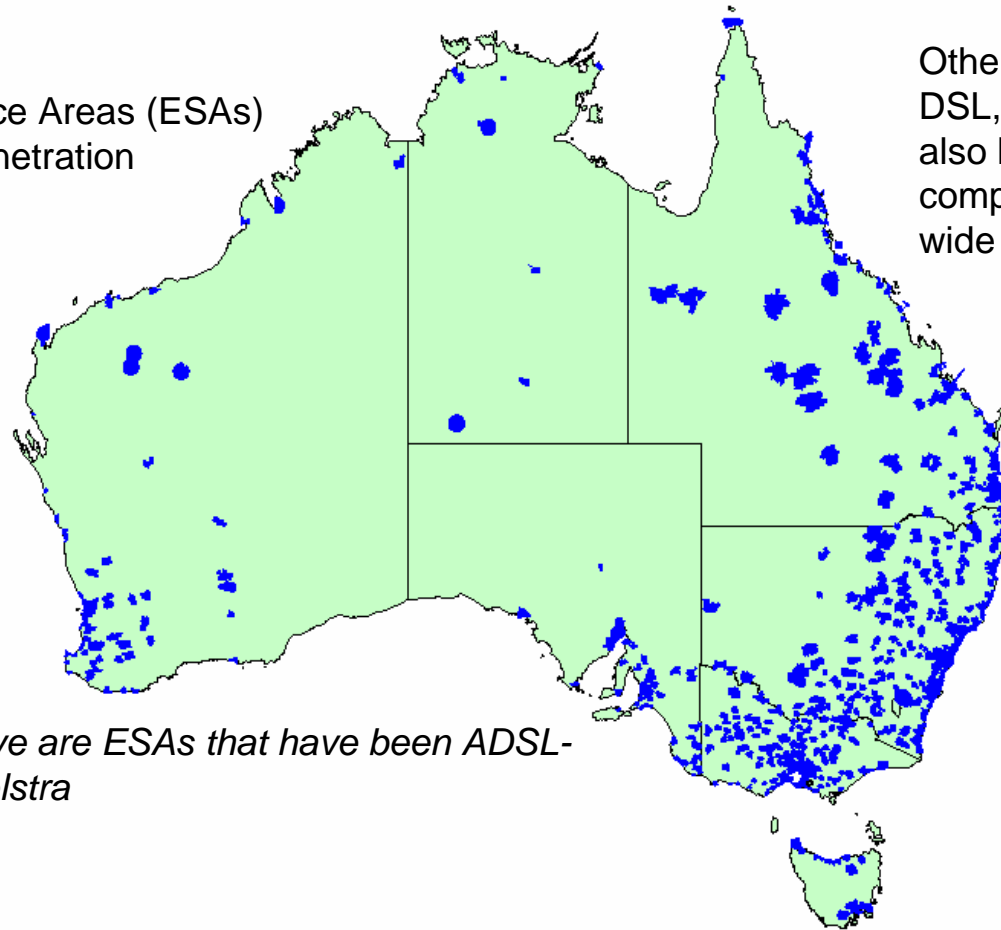 ce Areas (ESAs)
netration
Othe
DSL,
also
comp
wide
ve are ESAs that have been ADSL-
lstra